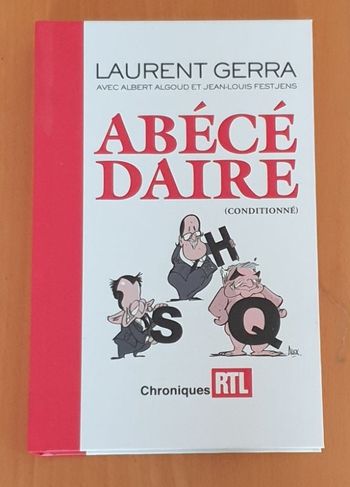 LAURENT GERRA
AVEC ALBERT ALGOUD ET JEAN-LOUIS FESTJENS
ABÉCÉ
DAIRE
(CONDITIONNÉ)
H
S
Q
Chroniques RTL